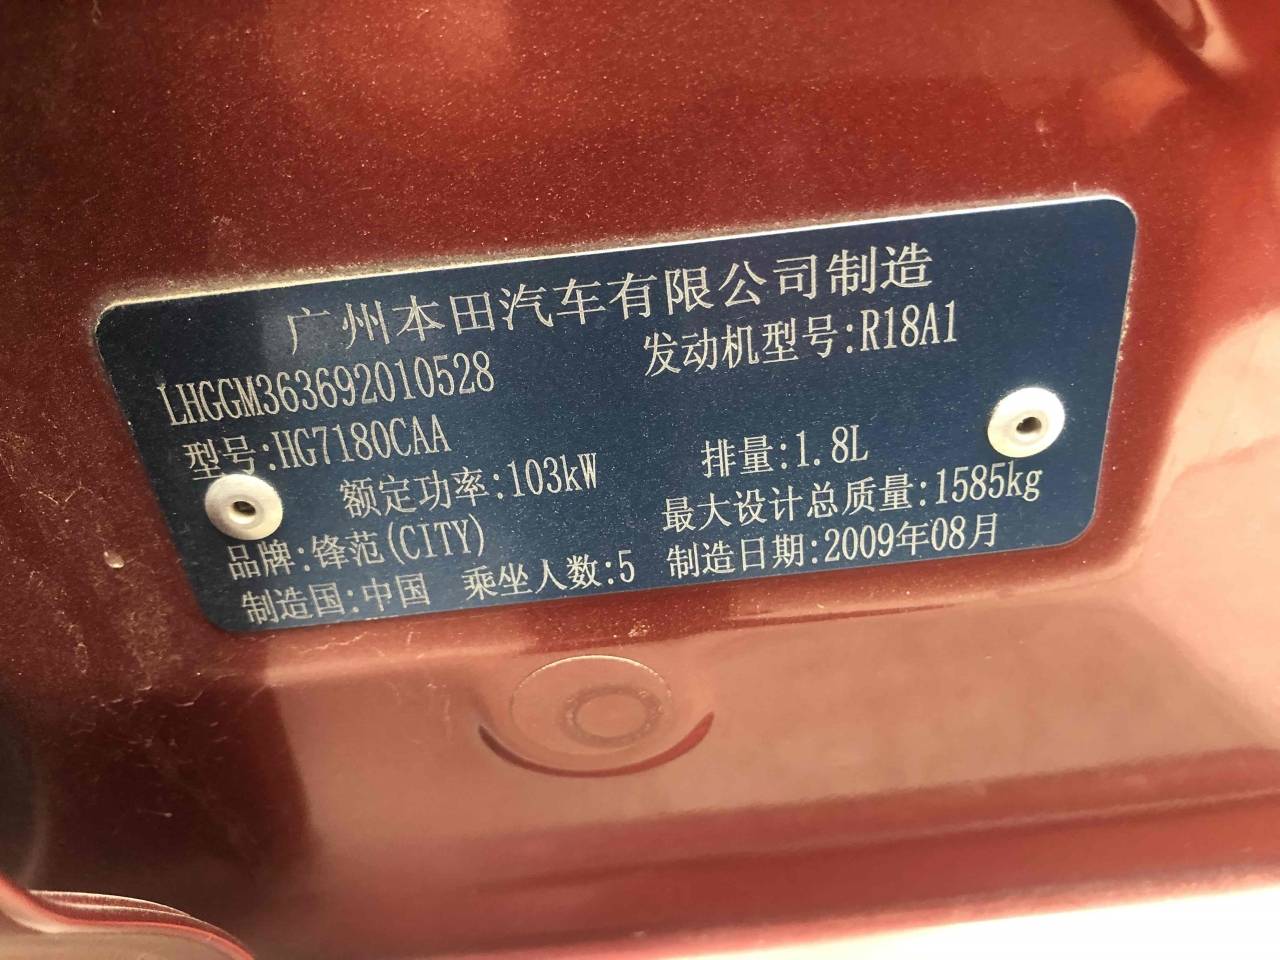 广州本田汽车有限公司制造
LHGGM363692010528 发动机型号:R18A1
型号:HG7180CAA
额定功率:103kW 排量:1.8L
品牌:锋范(CITY) 最大设计总质量:1585kg
制造国:中国 乘坐人数:5 制造日期:2009年08月